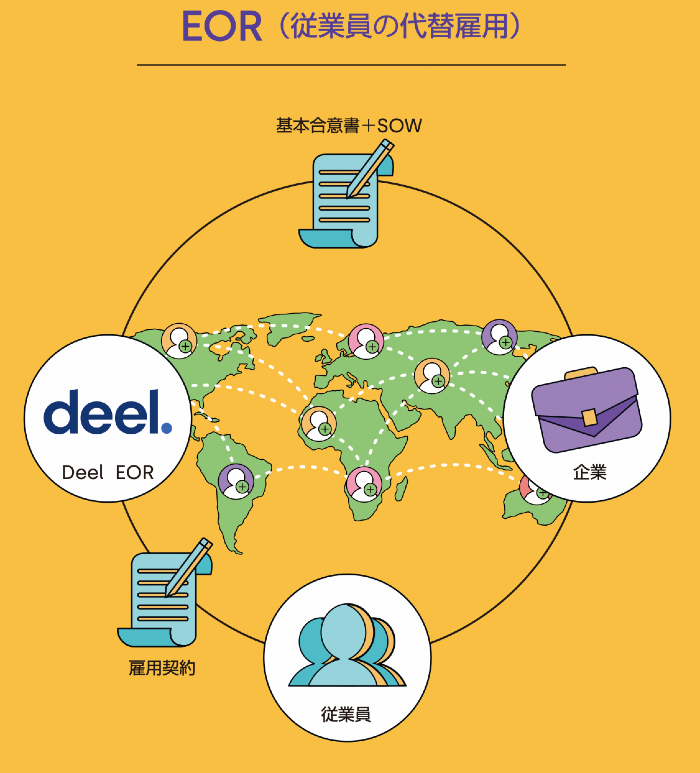 EOR（従業員の代替雇用）
基本合意書＋SOW
deel.
Deel EOR
企業
雇用契約
従業員